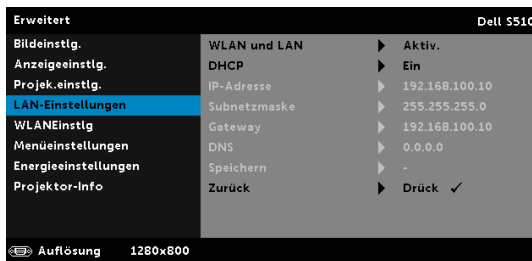 Erweitert Dell S510
Bildeinstlg. WLAN und LAN Aktiv.
Anzeigeeinstlg. DHCP Ein
Projek.einstlg. IP-Adresse 192.168.100.10
LAN-Einstellungen Subnetzmaske 255.255.255.0
WLANEinstlg Gateway 192.168.100.10
Menüeinstellungen DNS 0.0.0.0
Energieeinstellungen Speichern -
Projektor-Info Zurück Drück ✓
Auflösung 1280x800